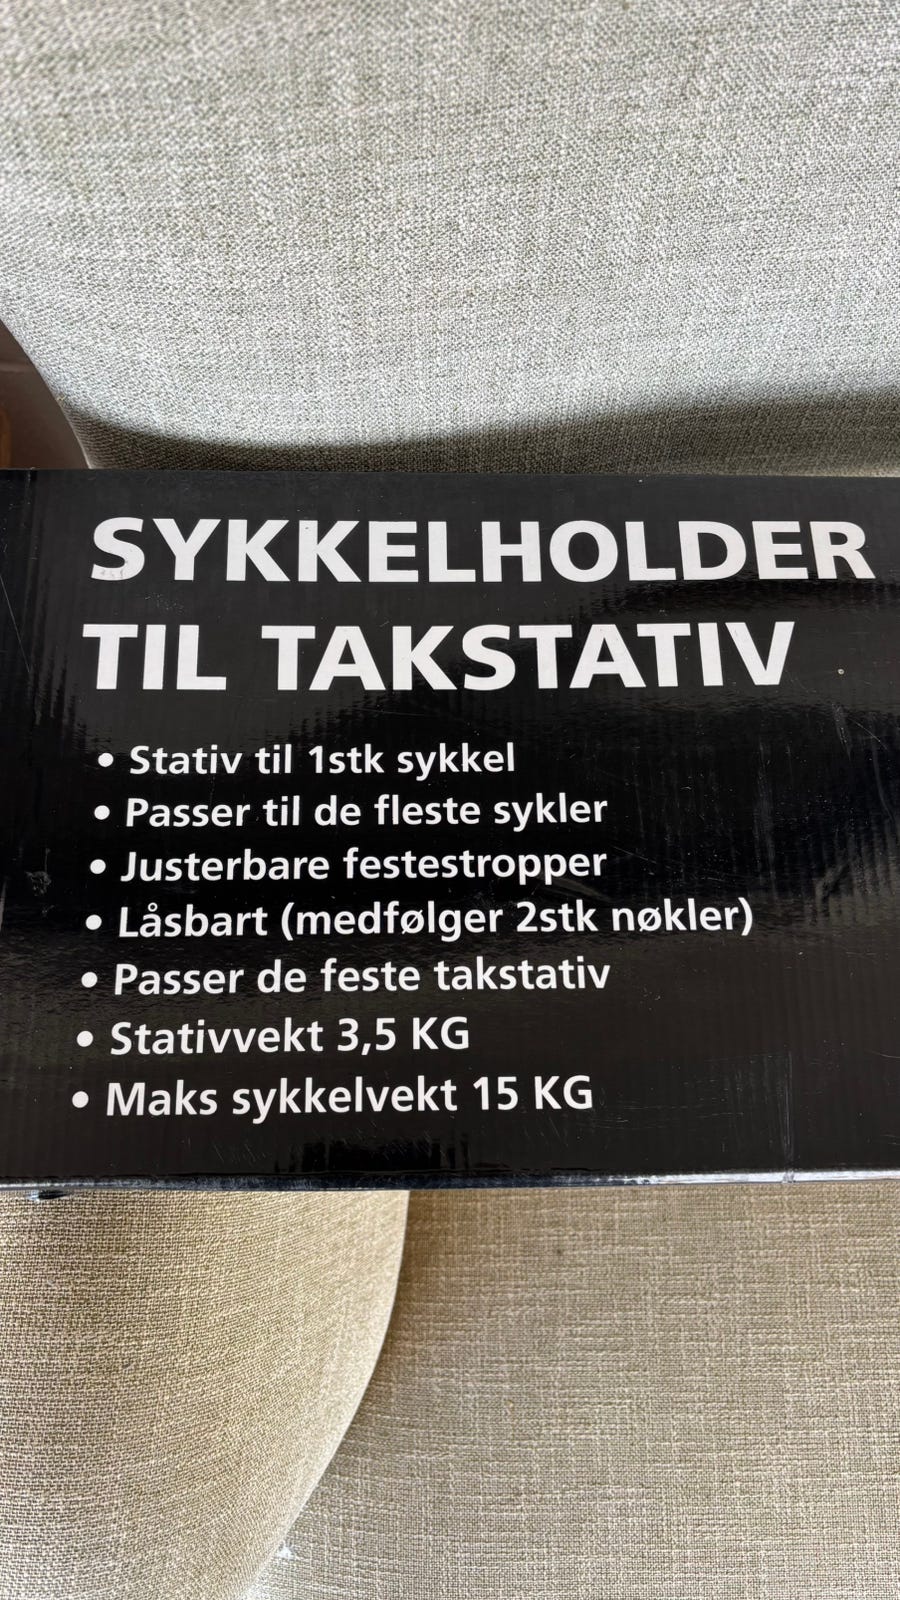 SYKKELHOLDER
TIL TAKSTATIV
• Stativ til 1stk sykkel
• Passer til de fleste sykler
• Justerbare festestropper
• Låsbart (medfølger 2stk nøkler)
• Passer de feste takstativ
• Stativvekt 3,5 KG
• Maks sykkelvekt 15 KG